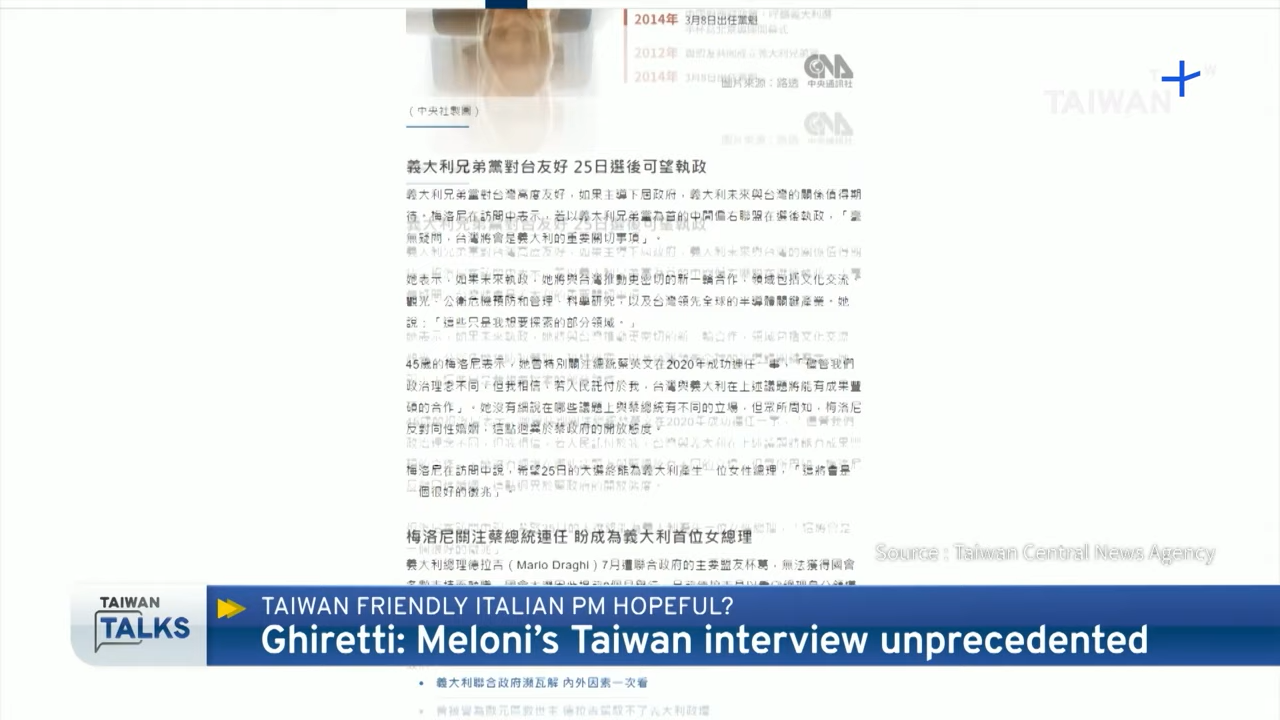 2014年 3月8日出任黨魁
2012年
2014年
圖片來源：路透
CNA
中央通訊社
TAIWAN
（中央社製圖）
義大利兄弟黨對台友好 25日選後可望執政
義大利兄弟黨對台灣高度友好，如果主導下屆政府，義大利未來與台灣的關係值得期
待。梅洛尼在訪問中表示，若以義大利兄弟黨為首的中間偏右聯盟在選後執政，「毫
無疑問，台灣將會是義大利的重要關切事項」。
她表示，如果未來執政，她將與台灣推動更密切的新一輪合作，領域包括文化交流、
觀光、公衛危機預防和管理、科學研究，以及台灣領先全球的半導體關鍵產業。她
說：「這些只是我想要探索的部分領域。」
45歲的梅洛尼表示，她曾特別關注總統蔡英文在2020年成功連任一事，「儘管我們
政治理念不同，但我相信，若人民託付於我，台灣與義大利在上述議題將能有成果豐
碩的合作」。她沒有細說在哪些議題上與蔡總統有不同的立場，但眾所周知，梅洛尼
反對同性婚姻，這點迥異於蔡政府的開放態度。
梅洛尼在訪問中說，希望25日的大選終能為義大利產生一位女性總理，「這將會是
一個很好的徵兆」。
梅洛尼關注蔡總統連任 盼成為義大利首位女總理
Source : Taiwan Central News Agency
義大利總理德拉吉（Mario Draghi）7月遭聯合政府的主要盟友杯葛，無法獲得國會
TAIWAN TALKS
TAIWAN FRIENDLY ITALIAN PM HOPEFUL?
Ghiretti: Meloni's Taiwan interview unprecedented
• 義大利聯合政府瀕瓦解 內外因素一次看